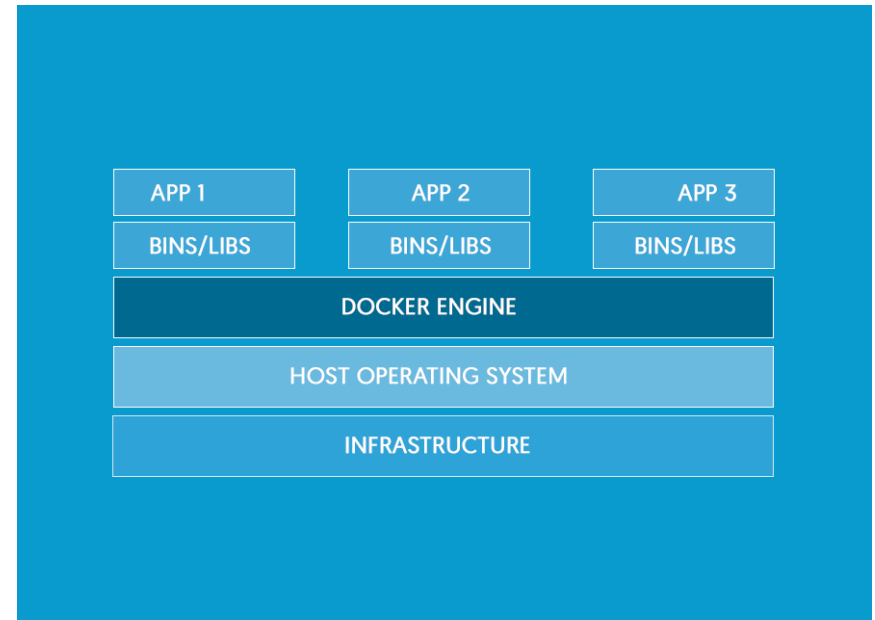 APP 1 APP 2 APP 3
BINS/LIBS BINS/LIBS BINS/LIBS
DOCKER ENGINE
HOST OPERATING SYSTEM
INFRASTRUCTURE